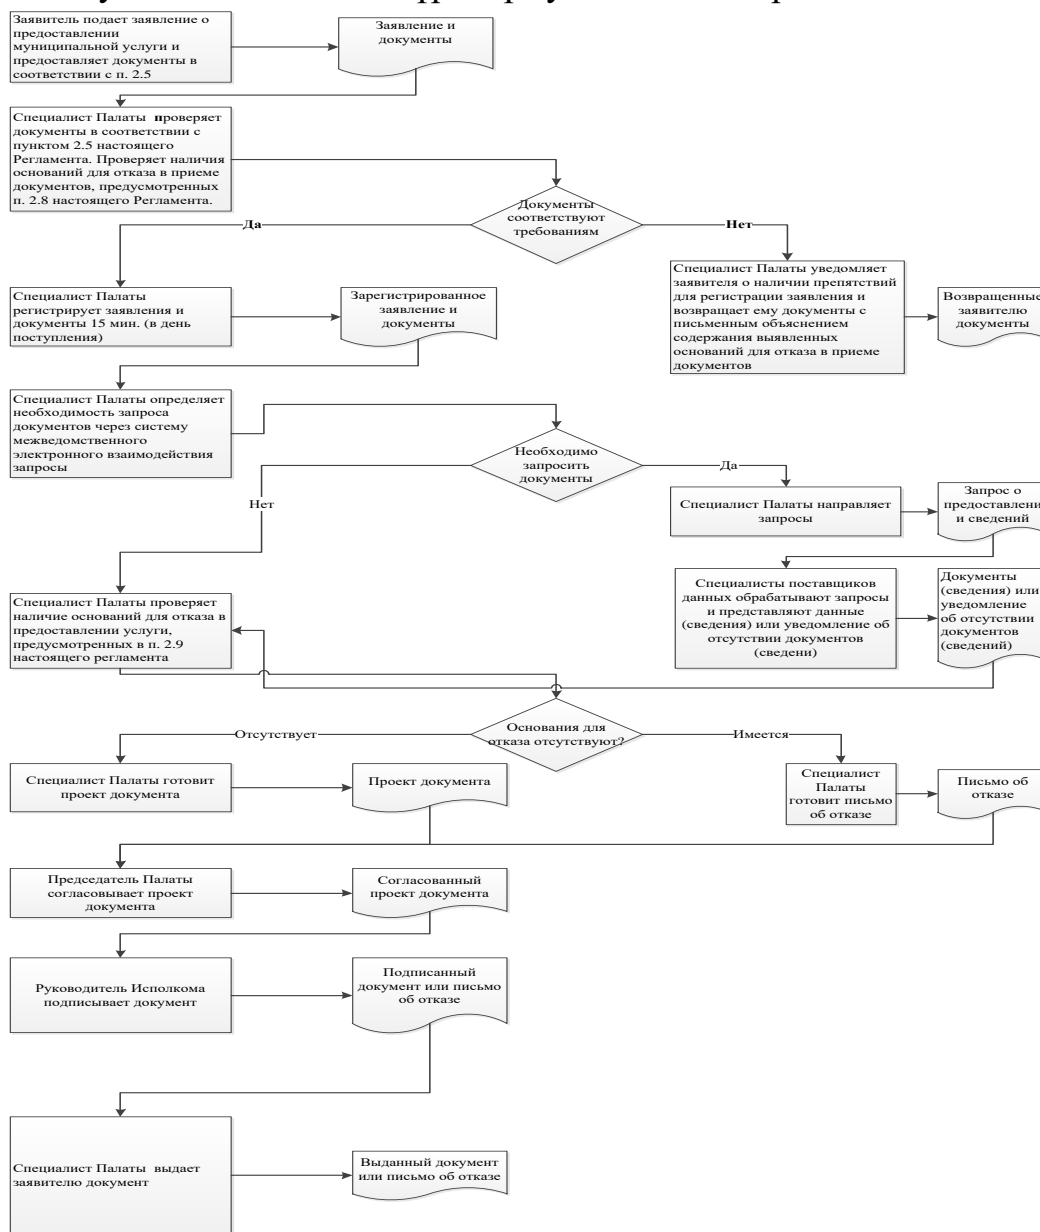 Заявитель подает заявление о
предоставлении
муниципальной услуги и
предоставляет документы в
соответствии с п. 2.5
Заявление и
документы
Специалист Палаты проверяет
документы в соответствии с
пунктом 2.5 настоящего
Регламента. Проверяет наличия
оснований для отказа в приеме
документов, предусмотренных
п. 2.8 настоящего Регламента.
Документы
соответствуют
требованиям
Да
Нет
Специалист Палаты
регистрирует заявления и
документы 15 мин. (в день
поступления)
Зарегистрированное
заявление и
документы
Специалист Палаты уведомляет
заявителя о наличии препятствий
для регистрации заявления и
возвращает ему документы с
письменным объяснением
содержания выявленных
оснований для отказа в приеме
документов
Возвращенные
заявителю
документы
Специалист Палаты определяет
необходимость запроса
документов через систему
межведомственного
электронного взаимодействия
запросы
Необходимо
запросить
документы
Нет
Да
Специалист Палаты направляет
запросы
Запрос о
предоставлени
и сведений
Специалисты поставщиков
данных обрабатывают запросы
и представляют данные
(сведения) или уведомление об
отсутствии документов
(сведени)
Документы
(сведения) или
уведомление
об отсутствии
документов
(сведений)
Специалист Палаты проверяет
наличие оснований для отказа в
предоставлении услуги,
предусмотренных в п. 2.9
настоящего регламента
Основания для
отказа отсутствуют?
Отсутствует
Имеется
Специалист Палаты готовит
проект документа
Проект документа
Специалист
Палаты
готовит письмо
об отказе
Письмо об
отказе
Председатель Палаты
согласовывает проект
документа
Согласованный
проект документа
Руководитель Исполкома
подписывает документ
Подписанный
документ или письмо
об отказе
Специалист Палаты выдает
заявителю документ
Выданный документ
или письмо об отказе